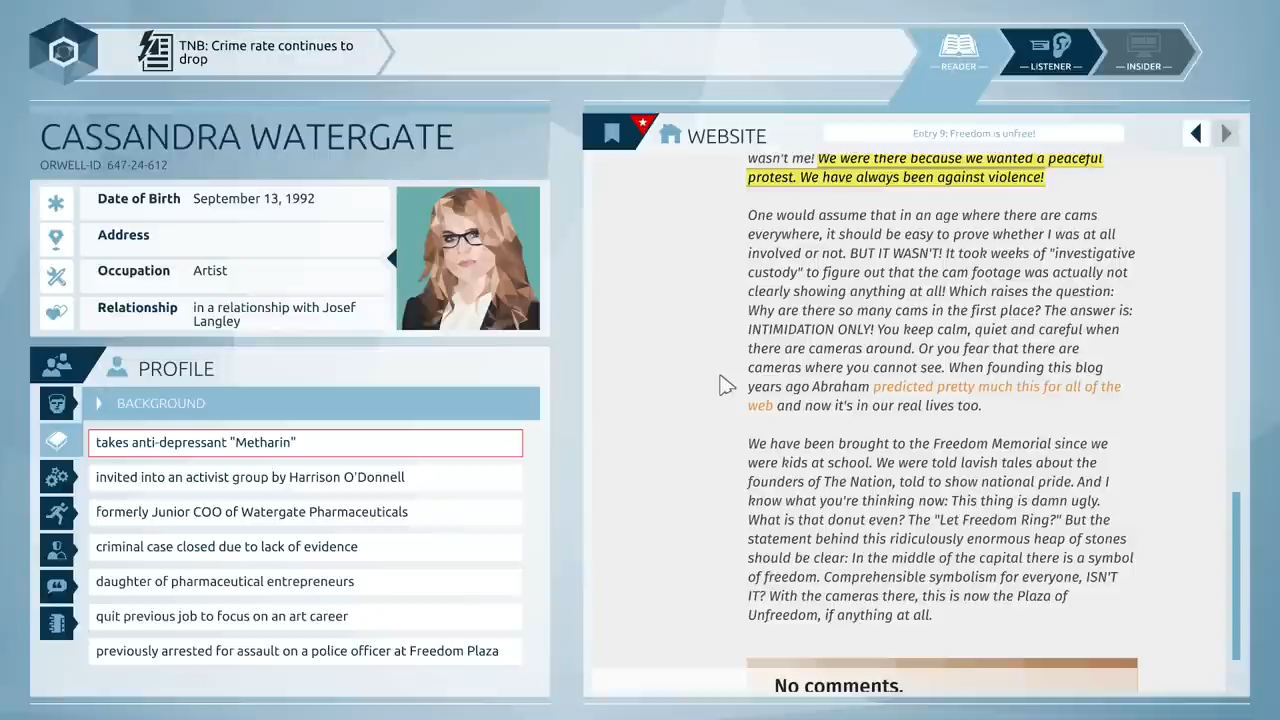 TNB: Crime rate continues to
drop
— READER —
— LISTENER —
— INSIDER —
CASSANDRA WATERGATE
ORWELL-ID 647-24-612
Date of Birth September 13, 1992
Address
Occupation Artist
Relationship in a relationship with Josef
Langley
PROFILE
BACKGROUND
takes anti-depressant "Metharin"
invited into an activist group by Harrison O'Donnell
formerly Junior COO of Watergate Pharmaceuticals
criminal case closed due to lack of evidence
daughter of pharmaceutical entrepreneurs
quit previous job to focus on an art career
previously arrested for assault on a police officer at Freedom Plaza
WEBSITE
Entry 9: Freedom is unfree!
wasn't me! We were there because we wanted a peaceful
protest. We have always been against violence!
One would assume that in an age where there are cams
everywhere, it should be easy to prove whether I was at all
involved or not. BUT IT WASN'T! It took weeks of "investigative
custody" to figure out that the cam footage was actually not
clearly showing anything at all! Which raises the question:
Why are there so many cams in the first place? The answer is:
INTIMIDATION ONLY! You keep calm, quiet and careful when
there are cameras around. Or you fear that there are
cameras where you cannot see. When founding this blog
years ago Abraham predicted pretty much this for all of the
web and now it's in our real lives too.
We have been brought to the Freedom Memorial since we
were kids at school. We were told lavish tales about the
founders of The Nation, told to show national pride. And I
know what you're thinking now: This thing is damn ugly.
What is that donut even? The "Let Freedom Ring?" But the
statement behind this ridiculously enormous heap of stones
should be clear: In the middle of the capital there is a symbol
of freedom. Comprehensible symbolism for everyone, ISN'T
IT? With the cameras there, this is now the Plaza of
Unfreedom, if anything at all.
No comments.